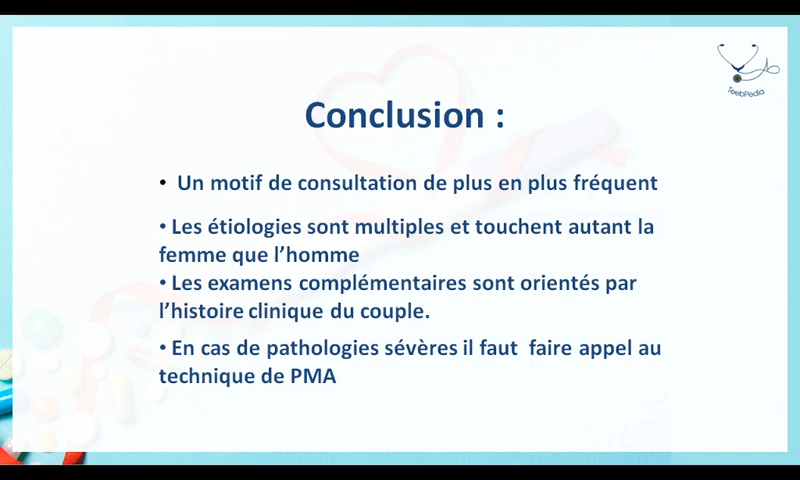 TeebPedia
Conclusion :
• Un motif de consultation de plus en plus fréquent
• Les étiologies sont multiples et touchent autant la
femme que l’homme
• Les examens complémentaires sont orientés par
l’histoire clinique du couple.
• En cas de pathologies sévères il faut  faire appel au
technique de PMA